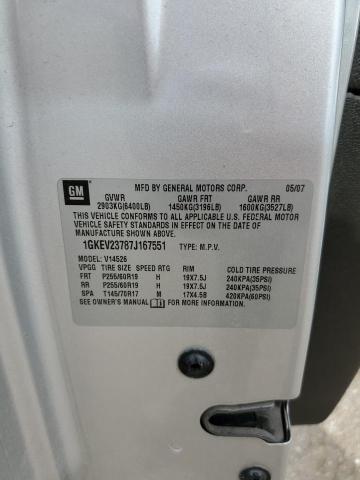 GM
MFD BY GENERAL MOTORS CORP. 05/07
GVWR GAWR FRT GAWR RR
2903KG(6400LB) 1450KG(3196LB) 1600KG(3527LB)
THIS VEHICLE CONFORMS TO ALL APPLICABLE U.S. FEDERAL MOTOR
VEHICLE SAFETY STANDARDS IN EFFECT ON THE DATE OF
MANUFACTURE SHOWN ABOVE.
1GKEV23787J167551 TYPE: M.P.V.
MODEL: V14526
VPGG TIRE SIZE SPEED RTG RIM COLD TIRE PRESSURE
FRT P255/60R19 H 19X7.5J 240KPA(35PSI)
RR P255/60R19 H 19X7.5J 240KPA(35PSI)
SPA T145/70R17 M 17X4.5B 420KPA(60PSI)
SEE OWNER'S MANUAL